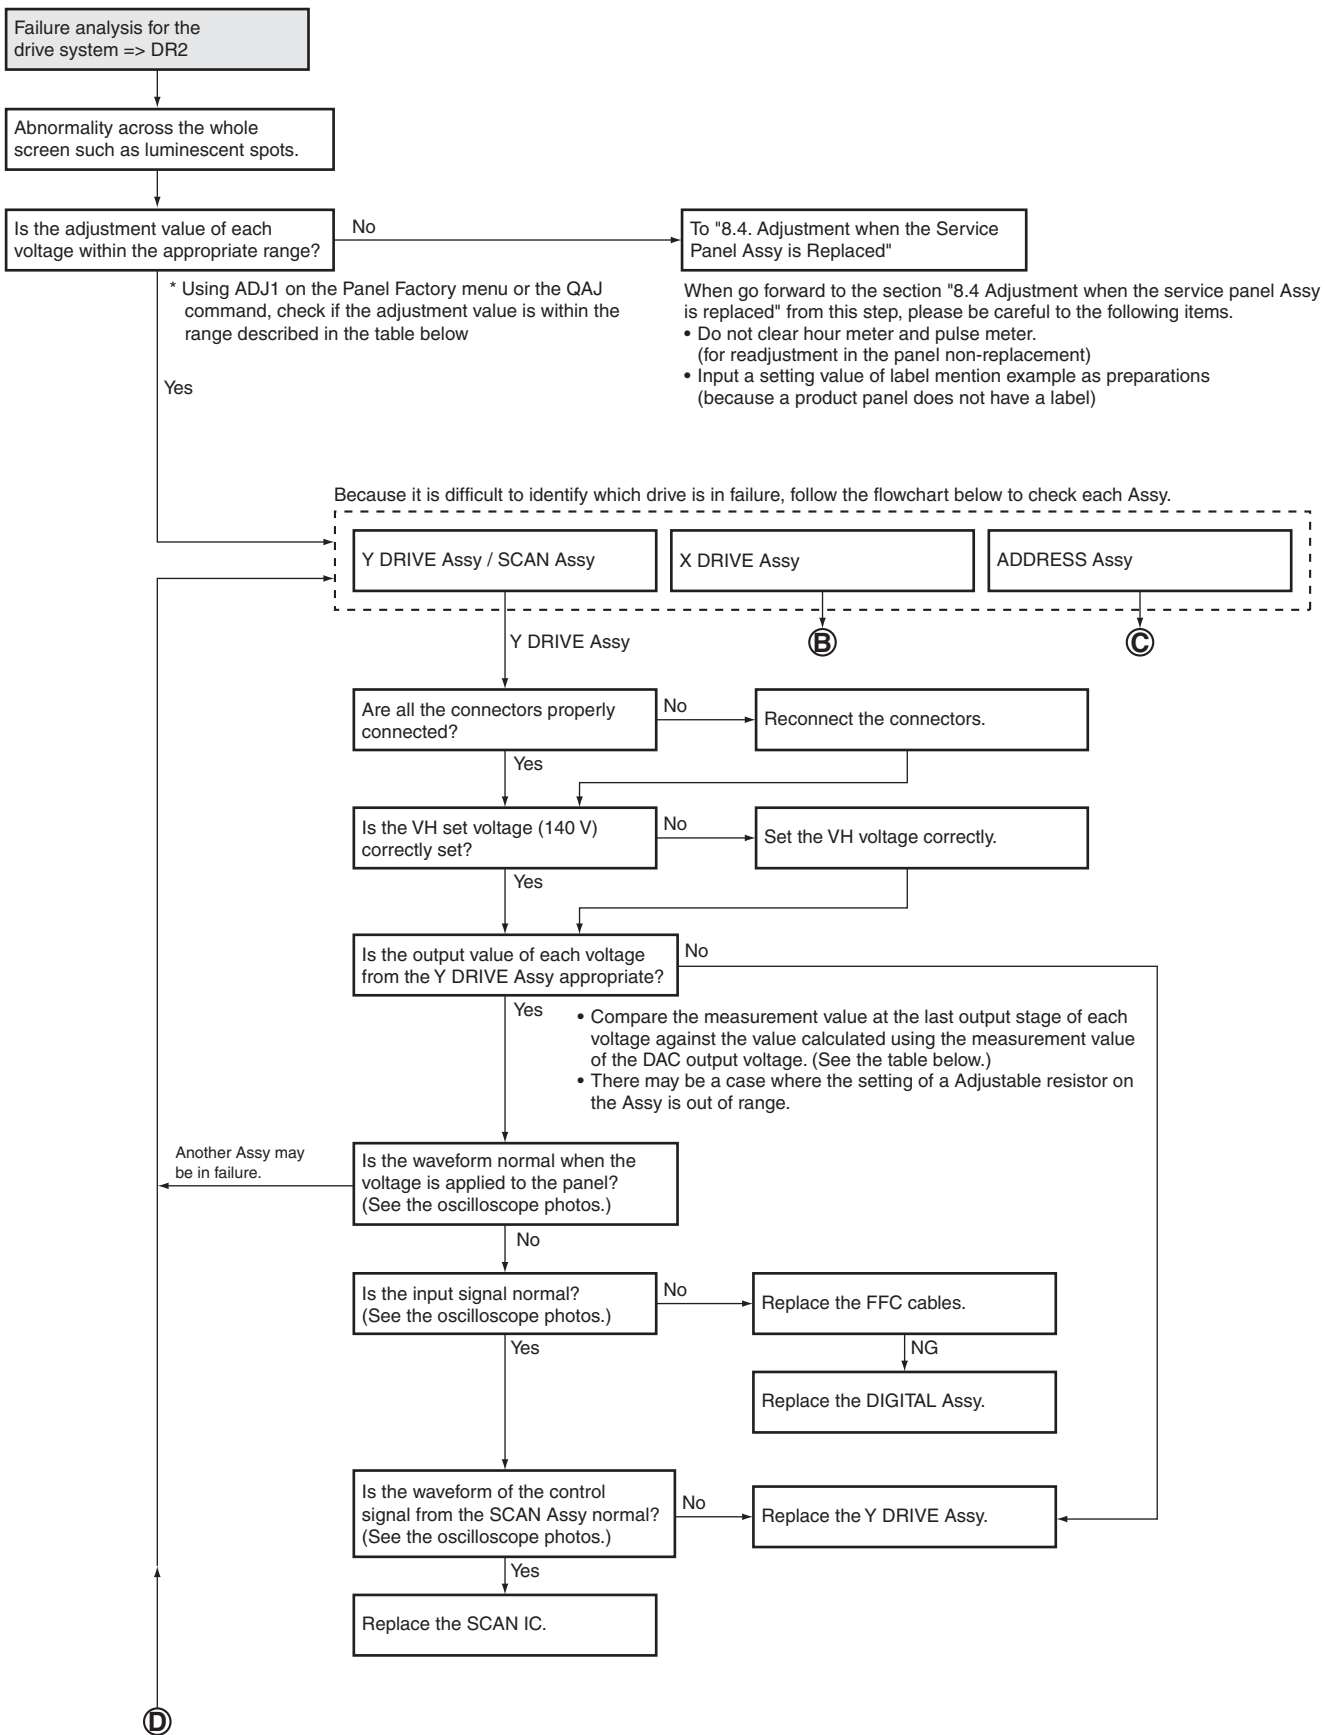 Failure analysis for the
drive system => DR2
Abnormality across the whole
screen such as luminescent spots.
Is the adjustment value of each
voltage within the appropriate range?
No
To "8.4. Adjustment when the Service
Panel Assy is Replaced"
* Using ADJ1 on the Panel Factory menu or the QAJ
command, check if the adjustment value is within the
range described in the table below
When go forward to the section "8.4 Adjustment when the service panel Assy
is replaced" from this step, please be careful to the following items.
• Do not clear hour meter and pulse meter.
(for readjustment in the panel non-replacement)
• Input a setting value of label mention example as preparations
(because a product panel does not have a label)
Yes
Because it is difficult to identify which drive is in failure, follow the flowchart below to check each Assy.
Y DRIVE Assy / SCAN Assy
X DRIVE Assy
ADDRESS Assy
Y DRIVE Assy
B
C
Are all the connectors properly
connected?
No
Reconnect the connectors.
Yes
Is the VH set voltage (140 V)
correctly set?
No
Set the VH voltage correctly.
Yes
Is the output value of each voltage
from the Y DRIVE Assy appropriate?
No
Yes
• Compare the measurement value at the last output stage of each
voltage against the value calculated using the measurement value
of the DAC output voltage. (See the table below.)
• There may be a case where the setting of a Adjustable resistor on
the Assy is out of range.
Another Assy may
be in failure.
Is the waveform normal when the
voltage is applied to the panel?
(See the oscilloscope photos.)
No
Is the input signal normal?
(See the oscilloscope photos.)
No
Replace the FFC cables.
Yes
NG
Replace the DIGITAL Assy.
Is the waveform of the control
signal from the SCAN Assy normal?
(See the oscilloscope photos.)
No
Replace the Y DRIVE Assy.
Yes
Replace the SCAN IC.
D